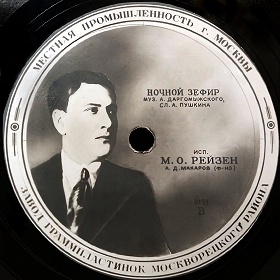 МЕСТНАЯ ПРОМЫШЛЕННОСТЬ г. МОСКВЫ
НОЧНОЙ ЗЕФИР
МУЗ. А. ДАРГОМЫЖСКОГО,
СЛ. А. ПУШКИНА
ИСП.
М. О. РЕЙЗЕН
А. Д. МАКАРОВ (Ф-НО)
В
ЗАВОД ГРАММПЛАСТИНОК МОСКВОРЕЦКОГО РАЙОНА